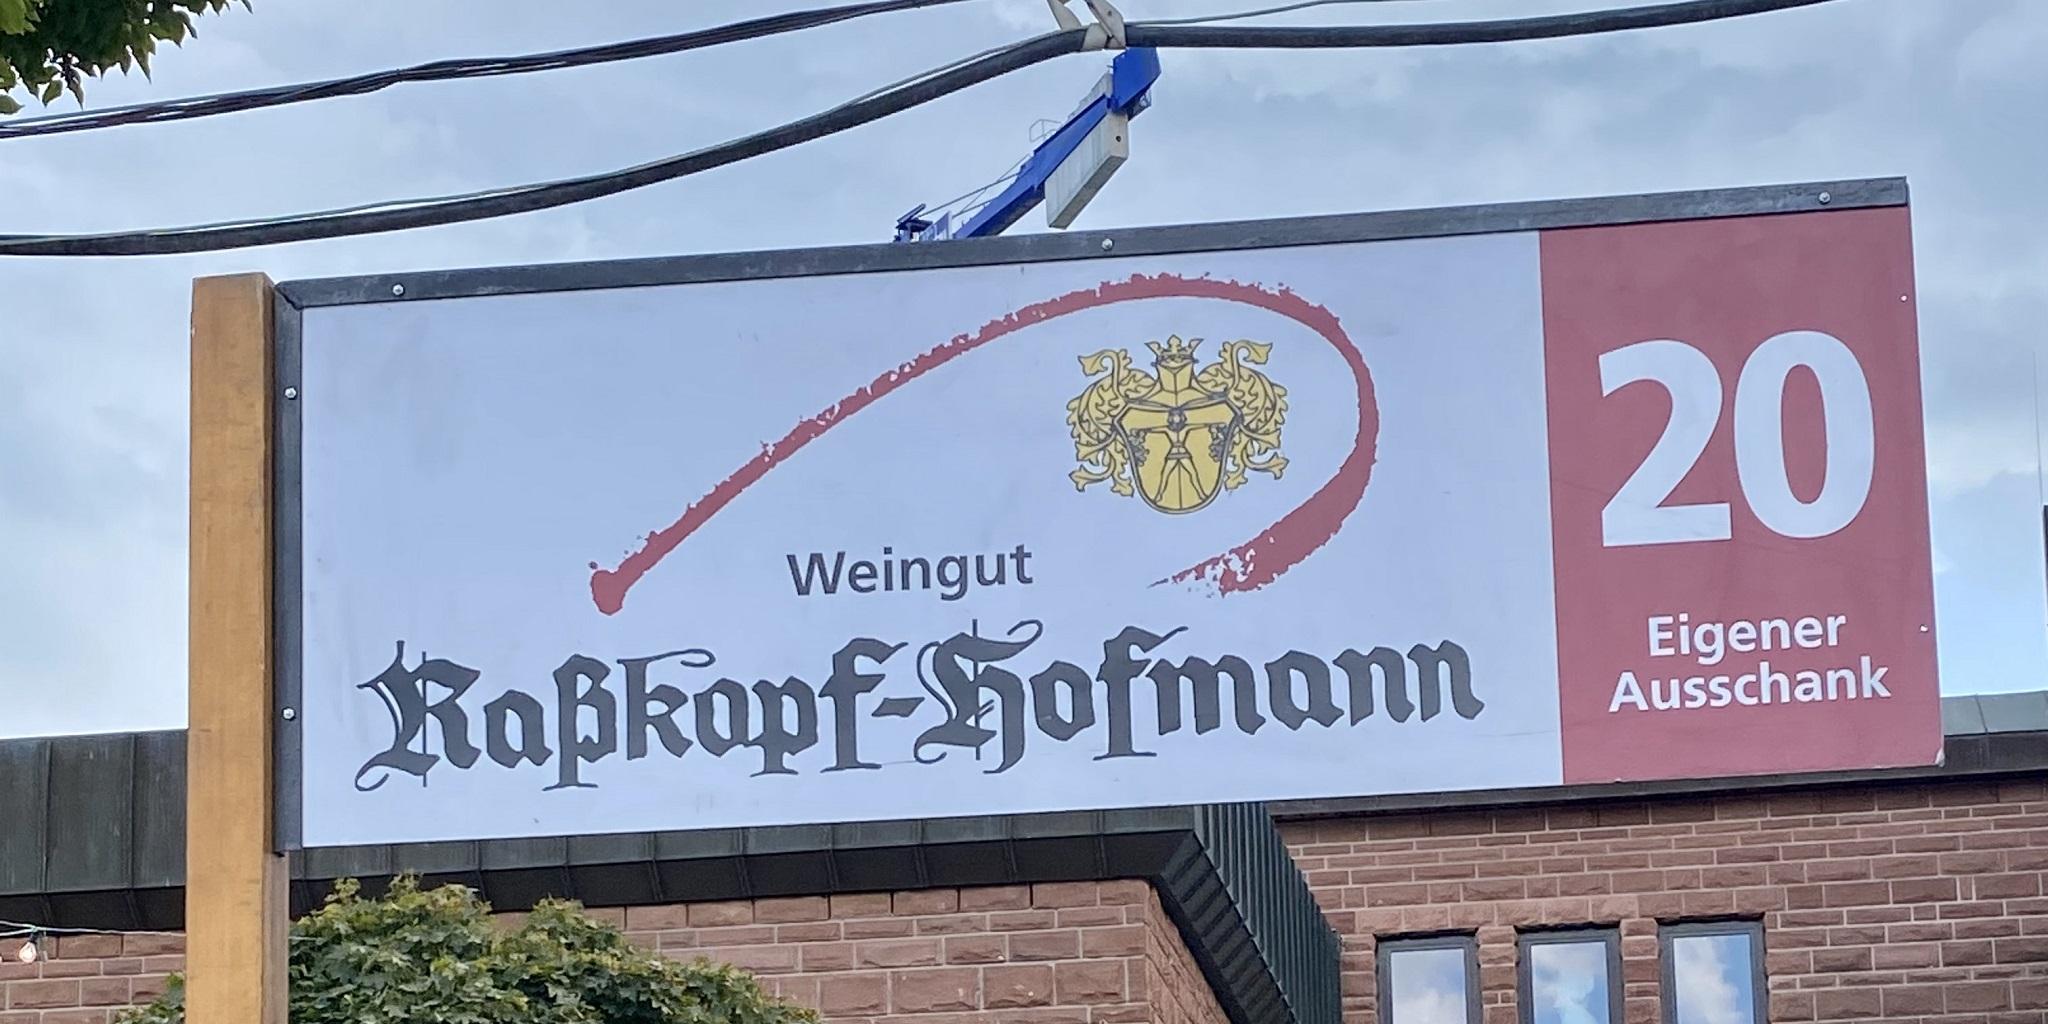 Weingut
Raßkopf-Hofmann
20
Eigener
Ausschank